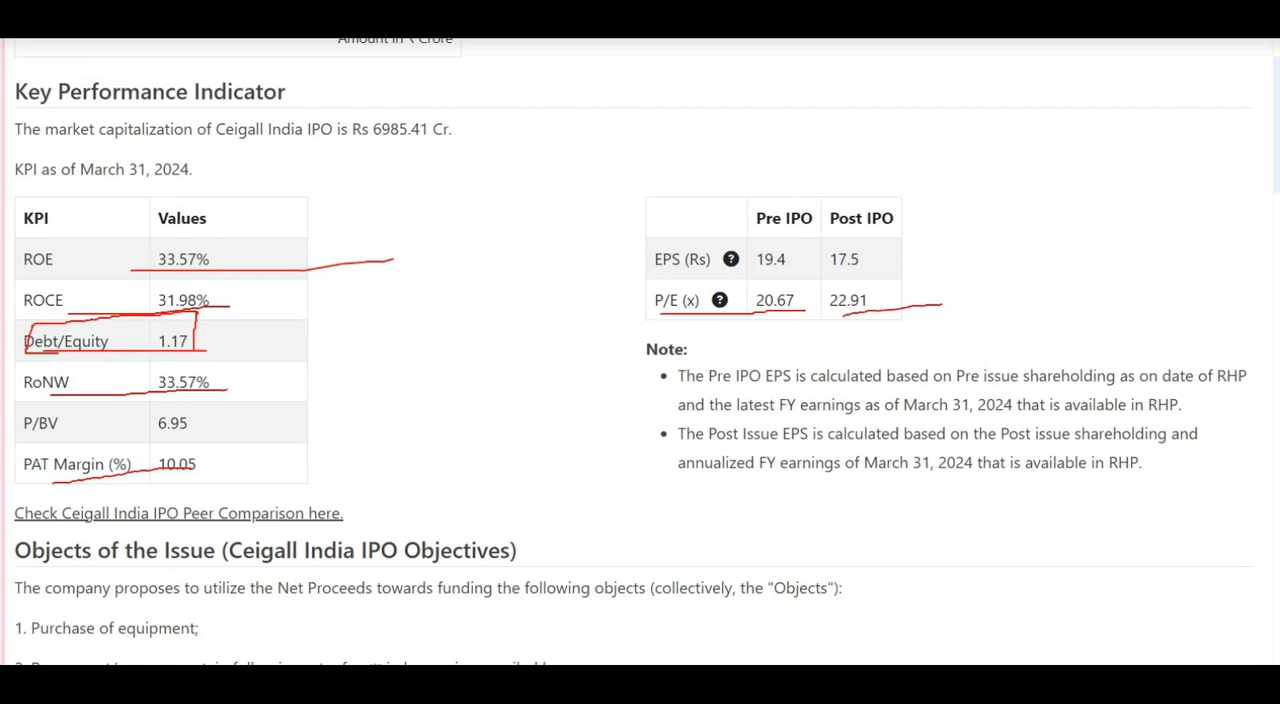 Amount in ₹ Crore
Key Performance Indicator
The market capitalization of Ceigall India IPO is Rs 6985.41 Cr.
KPI as of March 31, 2024.
KPI Values
ROE 33.57%
ROCE 31.98%
Debt/Equity 1.17
RoNW 33.57%
P/BV 6.95
PAT Margin (%) 10.05
Pre IPO Post IPO
EPS (Rs) ? 19.4 17.5
P/E (x) ? 20.67 22.91
Note:
• The Pre IPO EPS is calculated based on Pre issue shareholding as on date of RHP
and the latest FY earnings as of March 31, 2024 that is available in RHP.
• The Post Issue EPS is calculated based on the Post issue shareholding and
annualized FY earnings of March 31, 2024 that is available in RHP.
Check Ceigall India IPO Peer Comparison here.
Objects of the Issue (Ceigall India IPO Objectives)
The company proposes to utilize the Net Proceeds towards funding the following objects (collectively, the "Objects"):
1. Purchase of equipment;